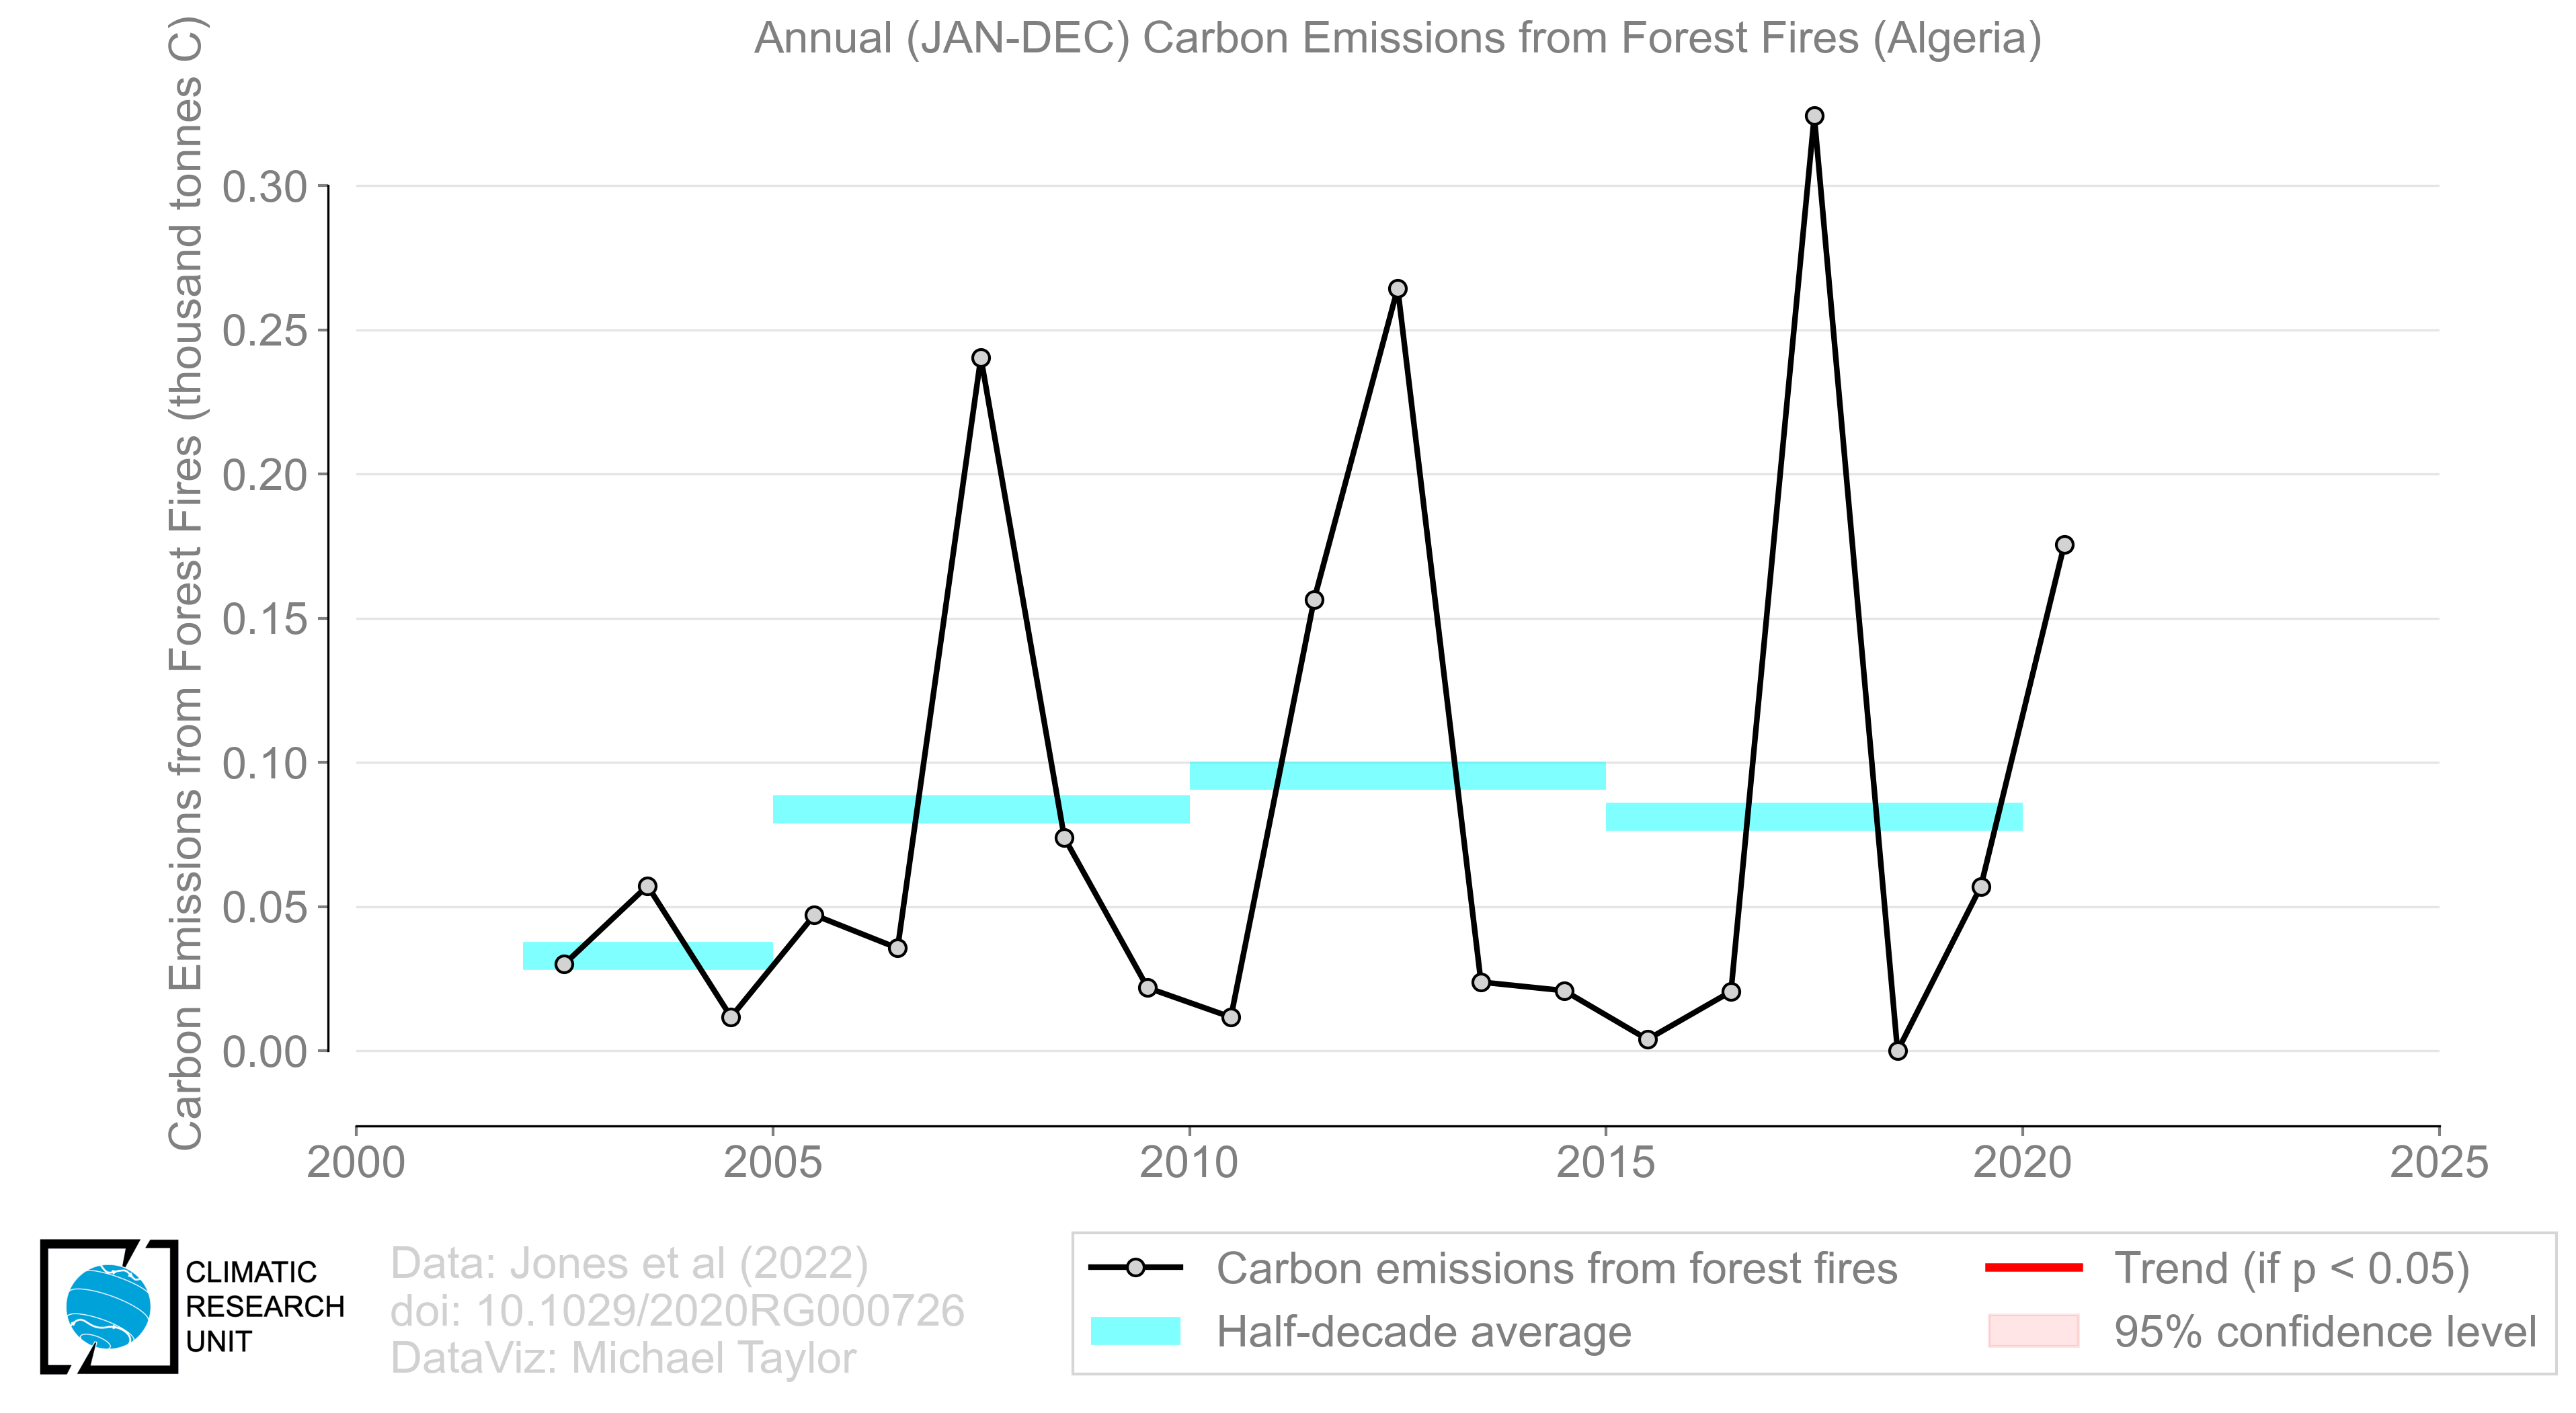 Annual (JAN-DEC) Carbon Emissions from Forest Fires (Algeria)
Carbon Emissions from Forest Fires (thousand tonnes C)
0.30
0.25
0.20
0.15
0.10
0.05
0.00
2000 2005 2010 2015 2020 2025
CLIMATIC
RESEARCH
UNIT
Data: Jones et al (2022)
doi: 10.1029/2020RG000726
DataViz: Michael Taylor
Carbon emissions from forest fires
Half-decade average
Trend (if p < 0.05)
95% confidence level